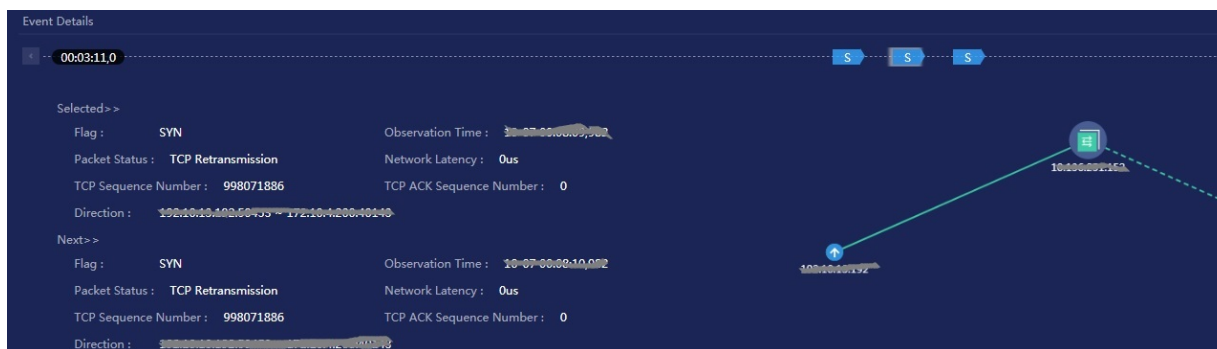 Event Details
00:03:11,0
S S S
Selected>>
Flag : SYN Observation Time :
Packet Status : TCP Retransmission Network Latency : 0us
TCP Sequence Number : 998071886 TCP ACK Sequence Number : 0
Direction :
Next>>
Flag : SYN Observation Time :
Packet Status : TCP Retransmission Network Latency : 0us
TCP Sequence Number : 998071886 TCP ACK Sequence Number : 0
Direction :